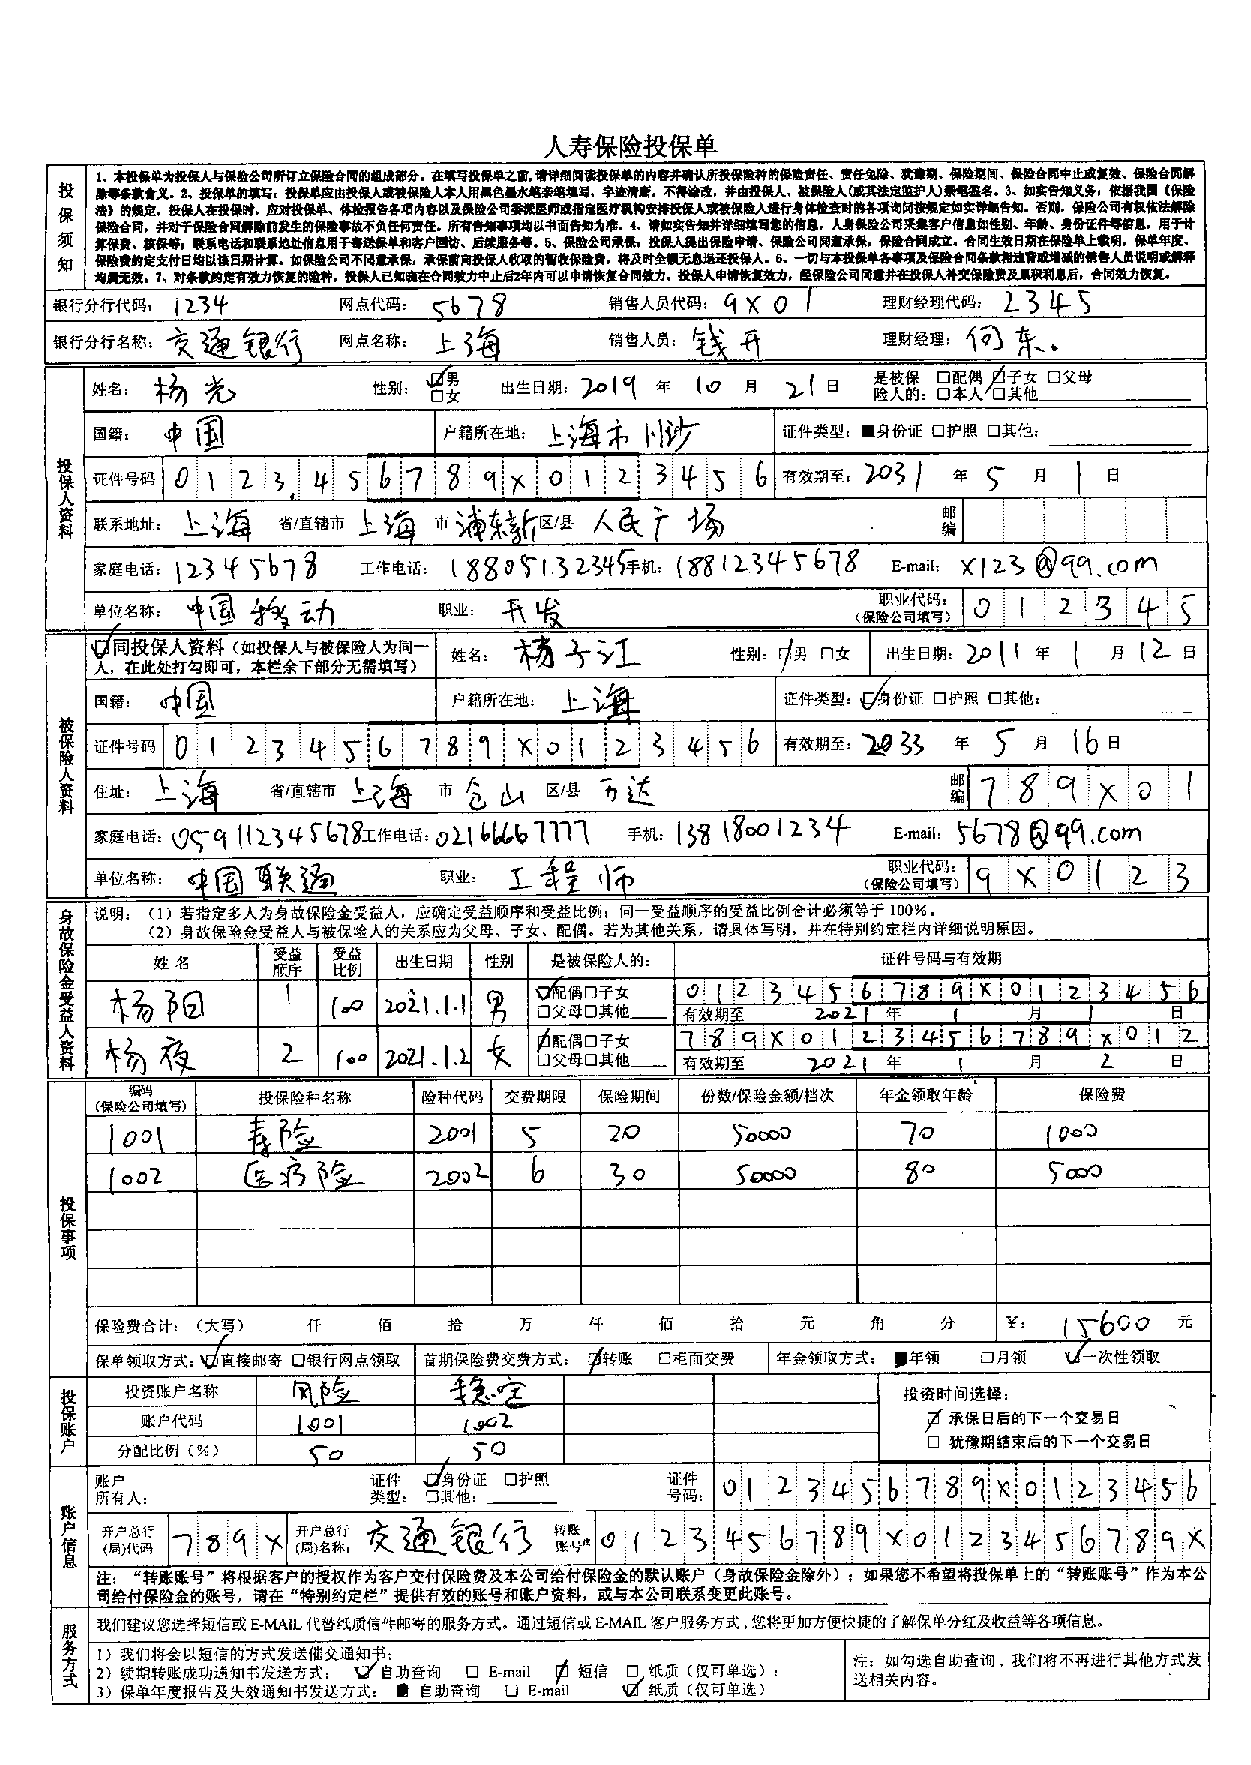 人寿保险投保单
投保须知
1、本投保单为投保人与保险公司所订立保险合同的组成部分。在填写投保单之前,请详细阅读投保单的内容并确认所投保险种的保险责任、责任免除、犹豫期、保险期间、保险合同中止或复效、保险合同解
除等条款含义。2、投保单的填写:投保单应由投保人或被保险人本人用黑色墨水笔亲笔填写,字迹清楚,不得涂改,并由投保人、被保险人(或其法定监护人)亲笔签名。3、如实告知义务:依据我国《保险
法》的规定,投保人在投保时,应对投保单、体检报告各项内容以及保险公司委派医师或指定医疗机构安排投保人或被保险人进行身体检查时的各项询问按规定如实详细告知。否则,保险公司有权依法解除
保险合同,并对于保险合同解除前发生的保险事故不负任何责任。所有告知事项均以书面告知为准。4、请如实告知并详细填写您的信息,人身保险公司采集客户信息如性别、年龄、身份证件等信息,用于计
算保费、核保等;联系电话和联系地址信息用于寄送保单和客户回访、后续服务等。5、保险公司承保:投保人提出保险申请、保险公司同意承保,保险合同成立。合同生效日期在保险单上载明,保单年度、
保险费约定支付日均以该日期计算。如保险公司不同意承保,承保前向投保人收取的暂收保险费,将及时全额无息退还投保人。6、一切与本投保单各事项及保险合同条款相违背或增减的销售人员说明或解释
均属无效。7、对条款约定有效力恢复的险种,投保人已知晓在合同效力中止后2年内可以申请恢复合同效力。投保人申请恢复效力,经保险公司同意并在投保人补交保险费及累积利息后,合同效力恢复。
银行分行代码: 1234 网点代码: 5678 销售人员代码: 9X01 理财经理代码: 2345
银行分行名称: 交通银行 网点名称: 上海 销售人员: 钱开 理财经理: 何东。
投保人资料
姓名: 杨光 性别: ☑男 □女 出生日期: 2019 年 10 月 21 日 是被保险人的: □配偶 ☑子女 □父母 □本人 □其他
国籍: 中国 户籍所在地: 上海市川沙 证件类型: ■身份证 □护照 □其他:
证件号码 0123456789X0123456 有效期至: 2031 年 5 月 1 日
联系地址: 上海 省/直辖市 上海 市 浦东新 区/县 人民广场 邮编
家庭电话: 12345678 工作电话: 18805132345 手机: 18812345678 E-mail: X123@qq.com
单位名称: 中国移动 职业: 开发 职业代码: (保险公司填写) 012345
被保险人资料
☑同投保人资料(如投保人与被保险人为同一人,在此处打勾即可,本栏余下部分无需填写) 姓名: 杨子江 性别: ☑男 □女 出生日期: 2011 年 1 月 12 日
国籍: 中国 户籍所在地: 上海 证件类型: ☑身份证 □护照 □其他:
证件号码 0123456789X0123456 有效期至: 2033 年 5 月 16 日
住址: 上海 省/直辖市 上海 市 仓山 区/县 万达 邮编 789X01
家庭电话: 059112345678 工作电话: 02166667777 手机: 13818001234 E-mail: 5678@qq.com
单位名称: 中国联通 职业: 工程师 职业代码: (保险公司填写) 9X0123
身故保险金受益人资料
说明:(1)若指定多人为身故保险金受益人,应确定受益顺序和受益比例;同一受益顺序的受益比例合计必须等于 100%。
(2)身故保险金受益人与被保险人的关系应为父母、子女、配偶。若为其他关系,请具体写明,并在特别约定栏内详细说明原因。
姓名 受益顺序 受益比例 出生日期 性别 是被保险人的: 证件号码与有效期
杨阳 1 100 2021.1.1 男 ☑配偶□子女 □父母□其他 0123456789X0123456 有效期至 2021 年 1 月 1 日
杨夜 2 100 2021.1.2 女 ☑配偶□子女 □父母□其他 789X0123456789X012 有效期至 2021 年 1 月 2 日
投保事项
编码(保险公司填写) 投保险种名称 险种代码 交费期限 保险期间 份数/保险金额/档次 年金领取年龄 保险费
1001 寿险 2001 5 20 50000 70 1000
1002 医疗险 2002 6 30 50000 80 5000
保险费合计:(大写) 仟 佰 拾 万 仟 佰 拾 元 角 分 ¥: 15600 元
保单领取方式: ☑直接邮寄 □银行网点领取 首期保险费交费方式: ☑转账 □柜面交费 年金领取方式: ■年领 □月领 ☑一次性领取
投保账户
投资账户名称 风险 稳定 投资时间选择:
账户代码 1001 1002 ☑ 承保日后的下一个交易日
分配比例(%) 50 50 □ 犹豫期结束后的下一个交易日
账户信息
账户所有人: 证件类型: ☑身份证 □护照 □其他: 证件号码: 0123456789X0123456
开户总行(局)代码 789X 开户总行(局)名称: 交通银行 转账账号: 0123456789X0123456789X
注:“转账账号”将根据客户的授权作为客户交付保险费及本公司给付保险金的默认账户(身故保险金除外);如果您不希望将投保单上的“转账账号”作为本公
司给付保险金的账号,请在“特别约定栏”提供有效的账号和账户资料,或与本公司联系变更此账号。
服务方式
我们建议您选择短信或 E-MAIL 代替纸质信件邮寄的服务方式。通过短信或 E-MAIL 客户服务方式,您将更加方便快捷的了解保单分红及收益等各项信息。
1)我们将会以短信的方式发送催交通知书;
2)续期转账成功通知书发送方式: ☑ 自助查询 □ E-mail ☑ 短信 □ 纸质(仅可单选);
3)保单年度报告及失效通知书发送方式: ■ 自助查询 □ E-mail ☑ 纸质(仅可单选)
注:如勾选自助查询,我们将不再进行其他方式发
送相关内容。